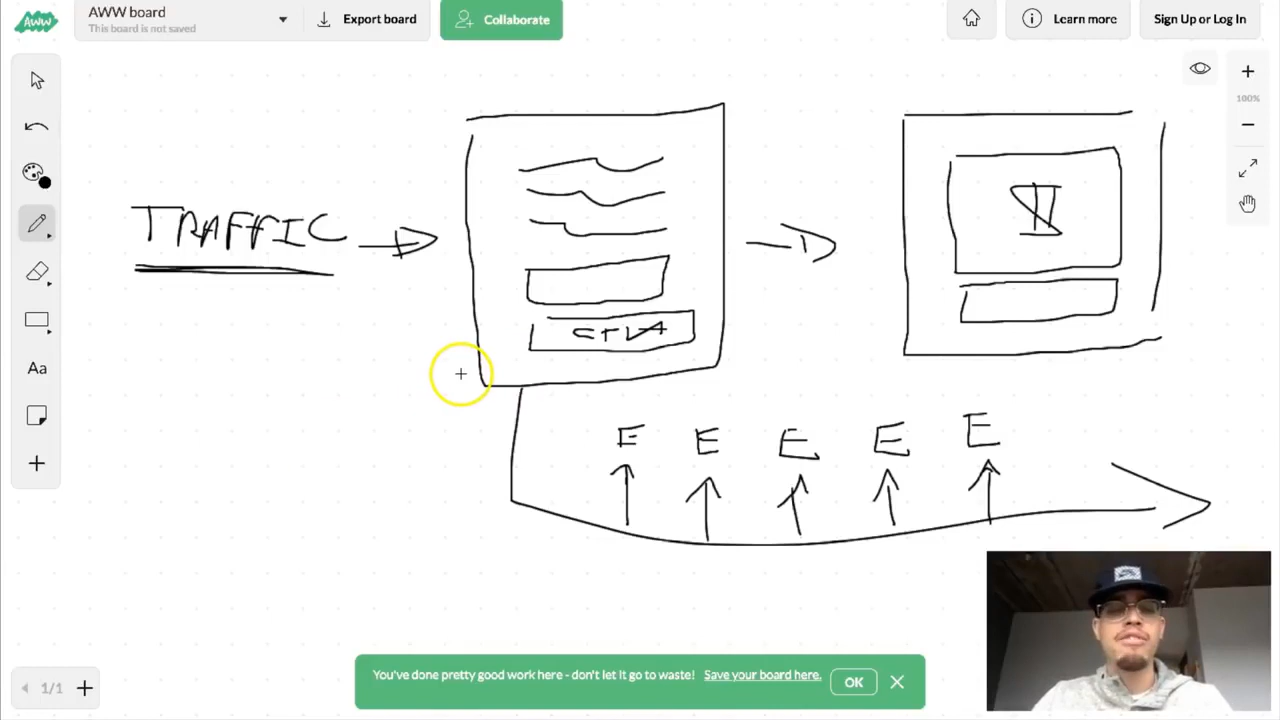 AWW
AWW board
This board is not saved
Export board
Collaborate
Learn more
Sign Up or Log In
100%
TRAFFIC
E E E E E
Aa
1/1
You've done pretty good work here - don't let it go to waste! Save your board here.
OK